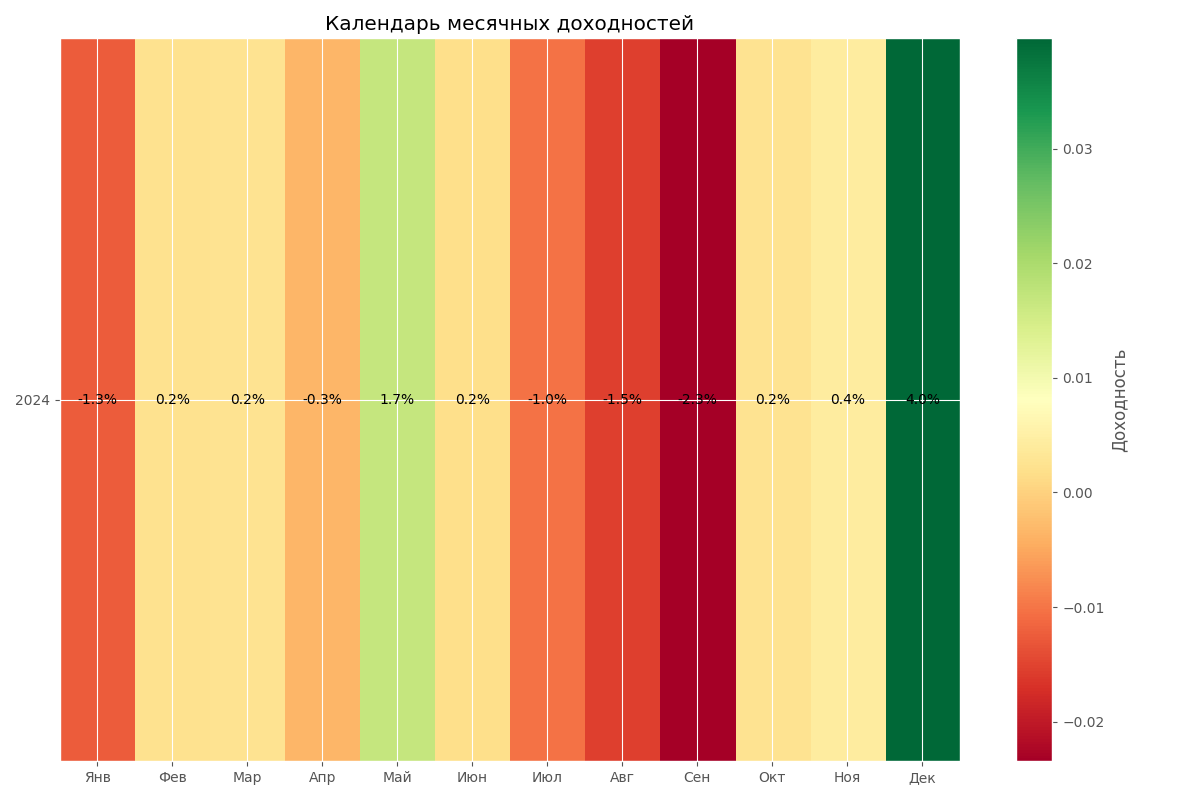 Календарь месячных доходностей
2024 -1.3% 0.2% 0.2% -0.3% 1.7% 0.2% -1.0% -1.5% -2.3% 0.2% 0.4% 4.0%
Янв Фев Мар Апр Май Июн Июл Авг Сен Окт Ноя Дек
0.03
0.02
0.01
0.00
−0.01
−0.02
Доходность